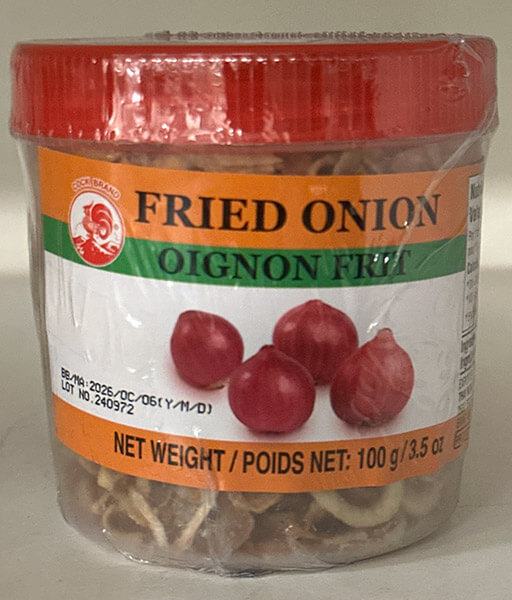 COCK BRAND
FRIED ONION
OIGNON FRIT
BB/MA:2026/OC/06(Y/M/D)
LOT NO.240972
NET WEIGHT / POIDS NET: 100 g / 3.5 oz